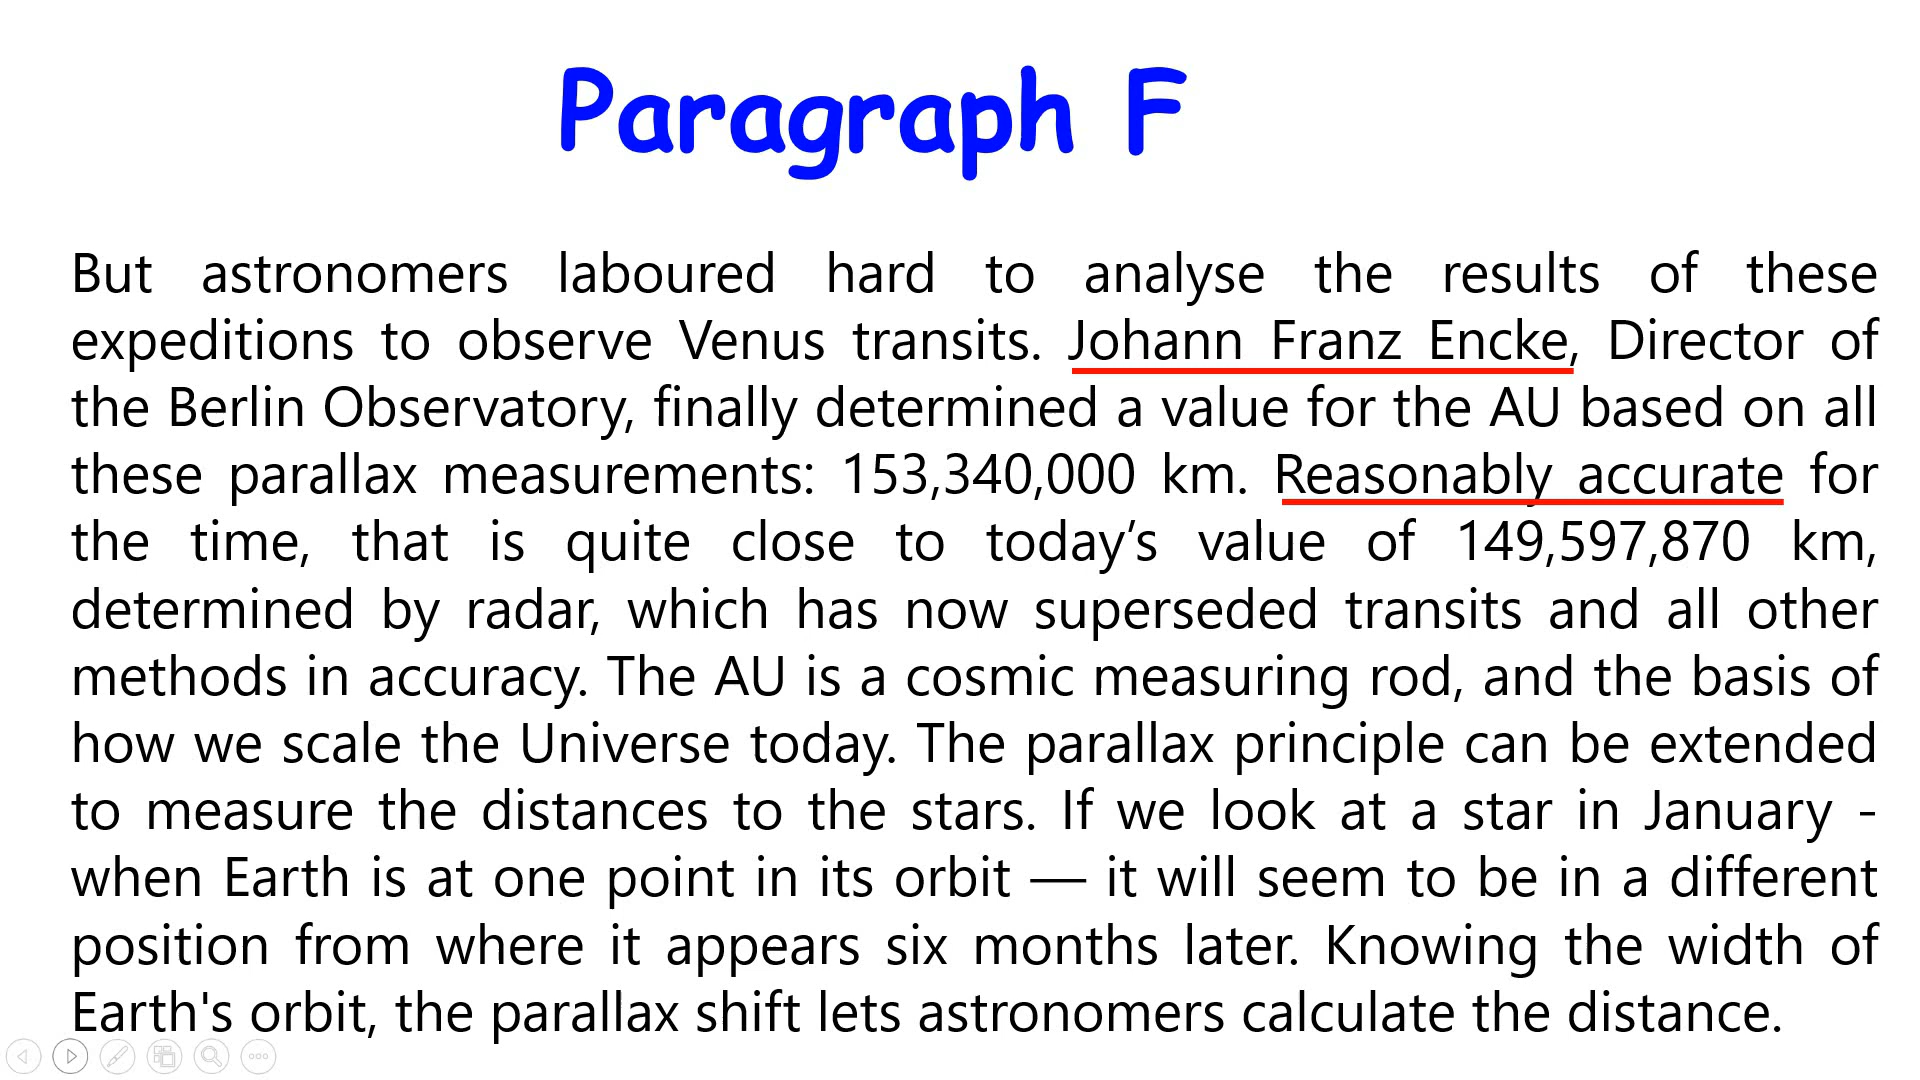 Paragraph F
But astronomers laboured hard to analyse the results of these
expeditions to observe Venus transits. Johann Franz Encke, Director of
the Berlin Observatory, finally determined a value for the AU based on all
these parallax measurements: 153,340,000 km. Reasonably accurate for
the time, that is quite close to today’s value of 149,597,870 km,
determined by radar, which has now superseded transits and all other
methods in accuracy. The AU is a cosmic measuring rod, and the basis of
how we scale the Universe today. The parallax principle can be extended
to measure the distances to the stars. If we look at a star in January -
when Earth is at one point in its orbit — it will seem to be in a different
position from where it appears six months later. Knowing the width of
Earth's orbit, the parallax shift lets astronomers calculate the distance.